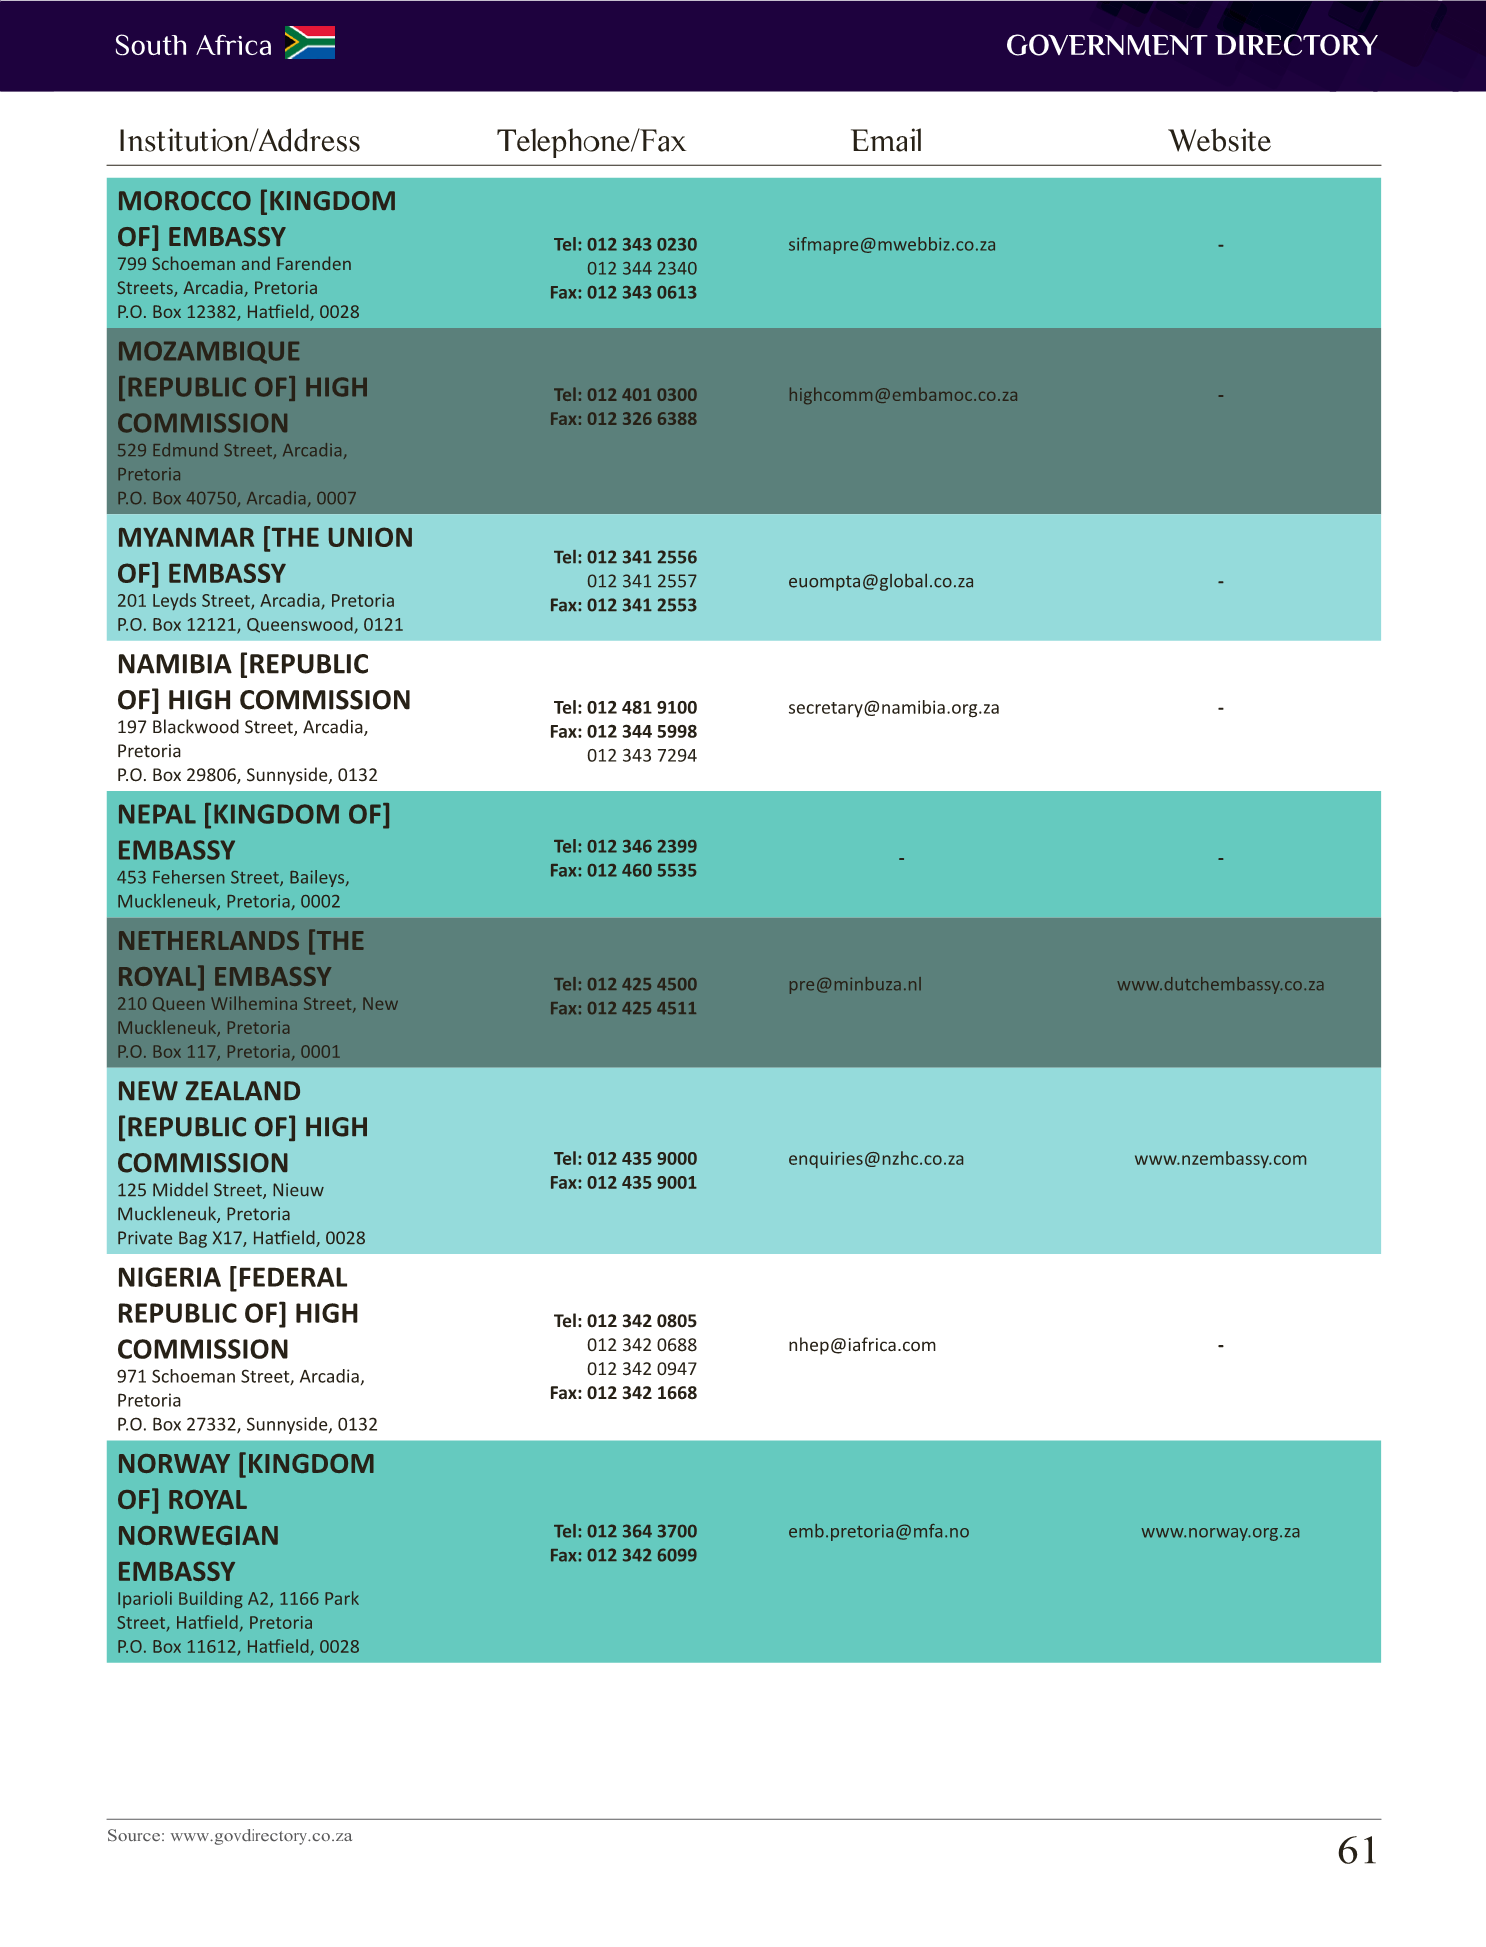 South Africa
GOVERNMENT DIRECTORY
Institution/Address Telephone/Fax Email Website
MOROCCO [KINGDOM
OF] EMBASSY
799 Schoeman and Farenden
Streets, Arcadia, Pretoria
P.O. Box 12382, Hatfield, 0028
Tel: 012 343 0230
012 344 2340
Fax: 012 343 0613
sifmapre@mwebbiz.co.za
-
MOZAMBIQUE
[REPUBLIC OF] HIGH
COMMISSION
529 Edmund Street, Arcadia,
Pretoria
P.O. Box 40750, Arcadia, 0007
Tel: 012 401 0300
Fax: 012 326 6388
highcomm@embamoc.co.za
-
MYANMAR [THE UNION
OF] EMBASSY
201 Leyds Street, Arcadia, Pretoria
P.O. Box 12121, Queenswood, 0121
Tel: 012 341 2556
012 341 2557
Fax: 012 341 2553
euompta@global.co.za
-
NAMIBIA [REPUBLIC
OF] HIGH COMMISSION
197 Blackwood Street, Arcadia,
Pretoria
P.O. Box 29806, Sunnyside, 0132
Tel: 012 481 9100
Fax: 012 344 5998
012 343 7294
secretary@namibia.org.za
-
NEPAL [KINGDOM OF]
EMBASSY
453 Fehersen Street, Baileys,
Muckleneuk, Pretoria, 0002
Tel: 012 346 2399
Fax: 012 460 5535
-
-
NETHERLANDS [THE
ROYAL] EMBASSY
210 Queen Wilhemina Street, New
Muckleneuk, Pretoria
P.O. Box 117, Pretoria, 0001
Tel: 012 425 4500
Fax: 012 425 4511
pre@minbuza.nl
www.dutchembassy.co.za
NEW ZEALAND
[REPUBLIC OF] HIGH
COMMISSION
125 Middel Street, Nieuw
Muckleneuk, Pretoria
Private Bag X17, Hatfield, 0028
Tel: 012 435 9000
Fax: 012 435 9001
enquiries@nzhc.co.za
www.nzembassy.com
NIGERIA [FEDERAL
REPUBLIC OF] HIGH
COMMISSION
971 Schoeman Street, Arcadia,
Pretoria
P.O. Box 27332, Sunnyside, 0132
Tel: 012 342 0805
012 342 0688
012 342 0947
Fax: 012 342 1668
nhep@iafrica.com
-
NORWAY [KINGDOM
OF] ROYAL
NORWEGIAN
EMBASSY
Iparioli Building A2, 1166 Park
Street, Hatfield, Pretoria
P.O. Box 11612, Hatfield, 0028
Tel: 012 364 3700
Fax: 012 342 6099
emb.pretoria@mfa.no
www.norway.org.za
Source: www.govdirectory.co.za
61